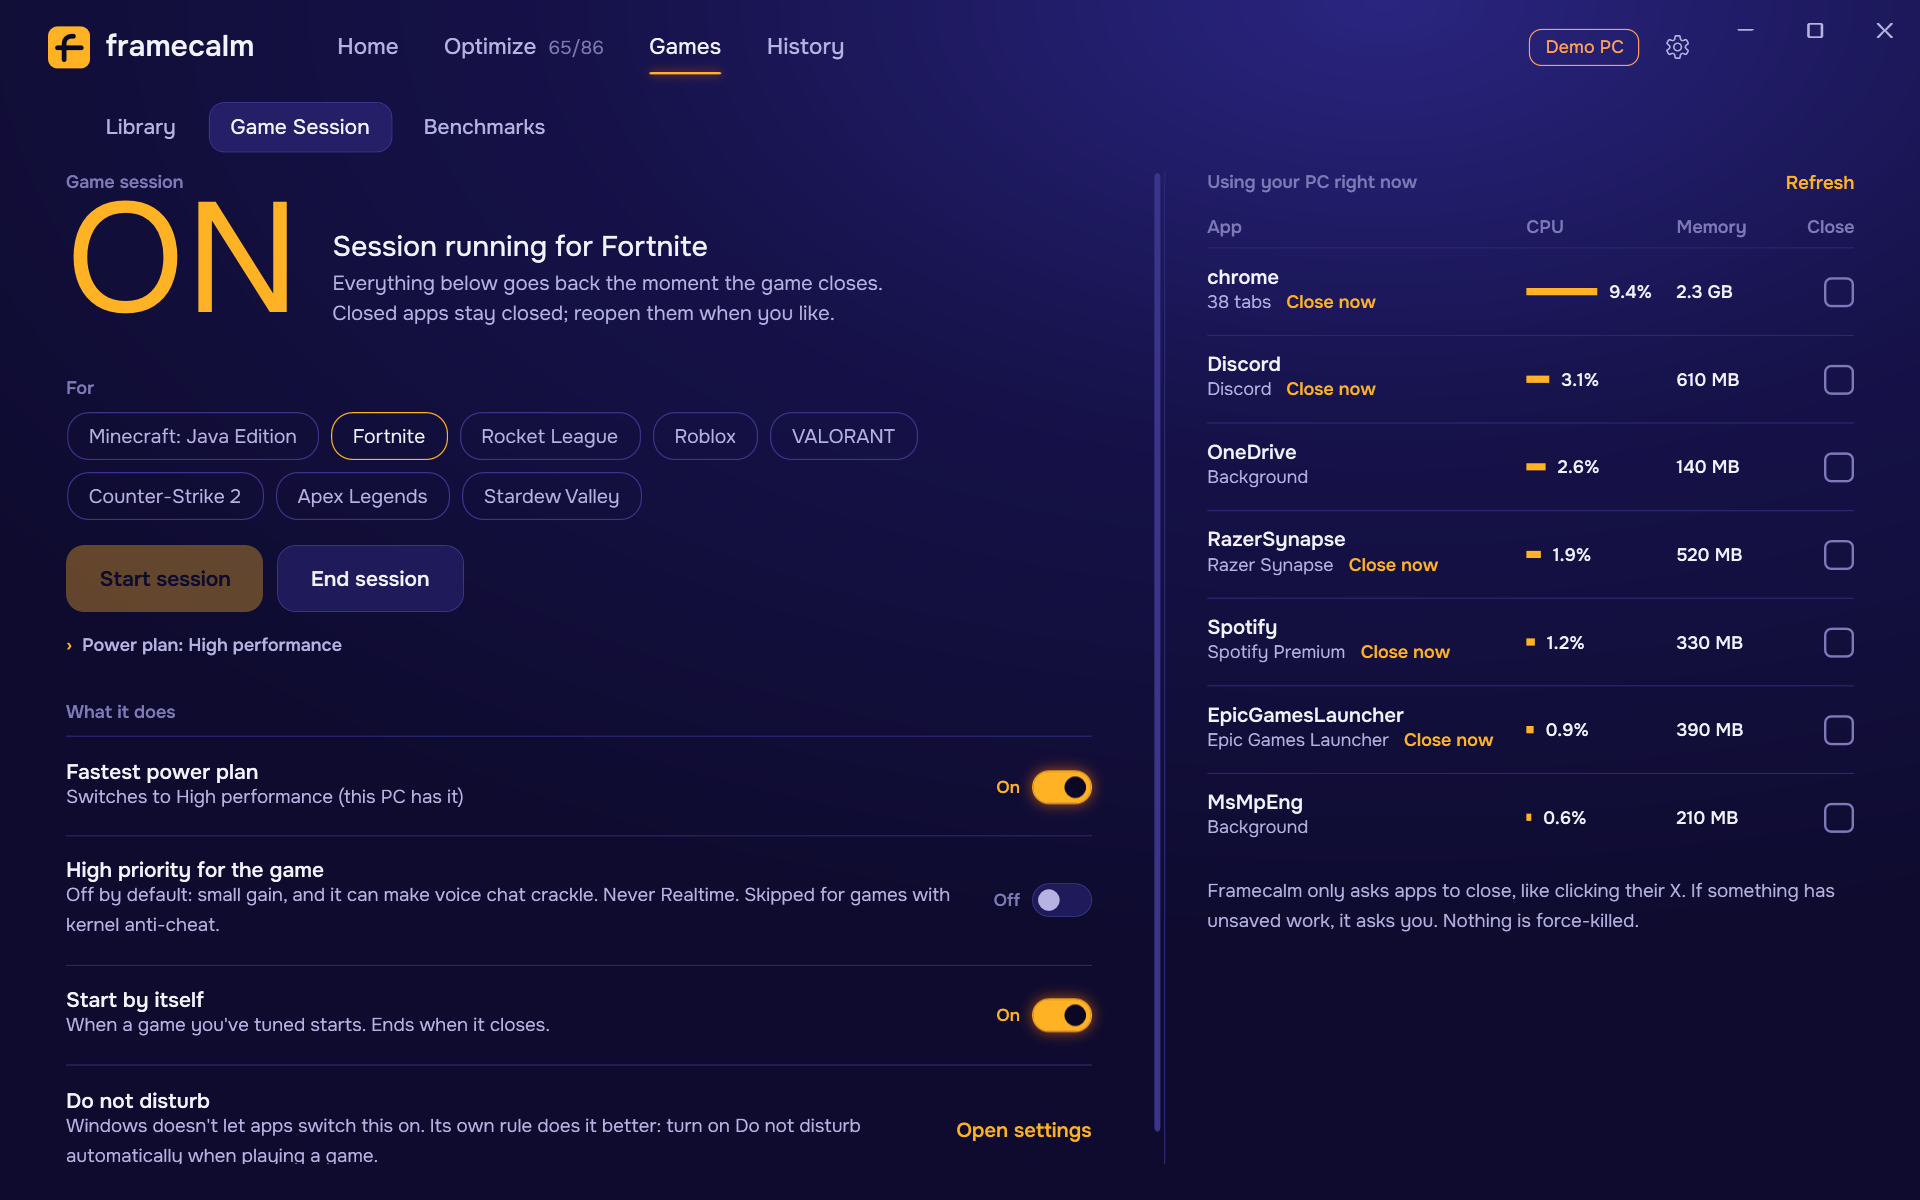 framecalm
Home
Optimize 65/86
Games
History
Demo PC
Library
Game Session
Benchmarks
Game session
ON
Session running for Fortnite
Everything below goes back the moment the game closes.
Closed apps stay closed; reopen them when you like.
For
Minecraft: Java Edition
Fortnite
Rocket League
Roblox
VALORANT
Counter-Strike 2
Apex Legends
Stardew Valley
Start session
End session
› Power plan: High performance
What it does
Fastest power plan
Switches to High performance (this PC has it)
On
High priority for the game
Off by default: small gain, and it can make voice chat crackle. Never Realtime. Skipped for games with
kernel anti-cheat.
Off
Start by itself
When a game you've tuned starts. Ends when it closes.
On
Do not disturb
Windows doesn't let apps switch this on. Its own rule does it better: turn on Do not disturb
automatically when playing a game.
Open settings
Using your PC right now
Refresh
App CPU Memory Close
chrome
38 tabs Close now
9.4% 2.3 GB
Discord
Discord Close now
3.1% 610 MB
OneDrive
Background
2.6% 140 MB
RazerSynapse
Razer Synapse Close now
1.9% 520 MB
Spotify
Spotify Premium Close now
1.2% 330 MB
EpicGamesLauncher
Epic Games Launcher Close now
0.9% 390 MB
MsMpEng
Background
0.6% 210 MB
Framecalm only asks apps to close, like clicking their X. If something has
unsaved work, it asks you. Nothing is force-killed.